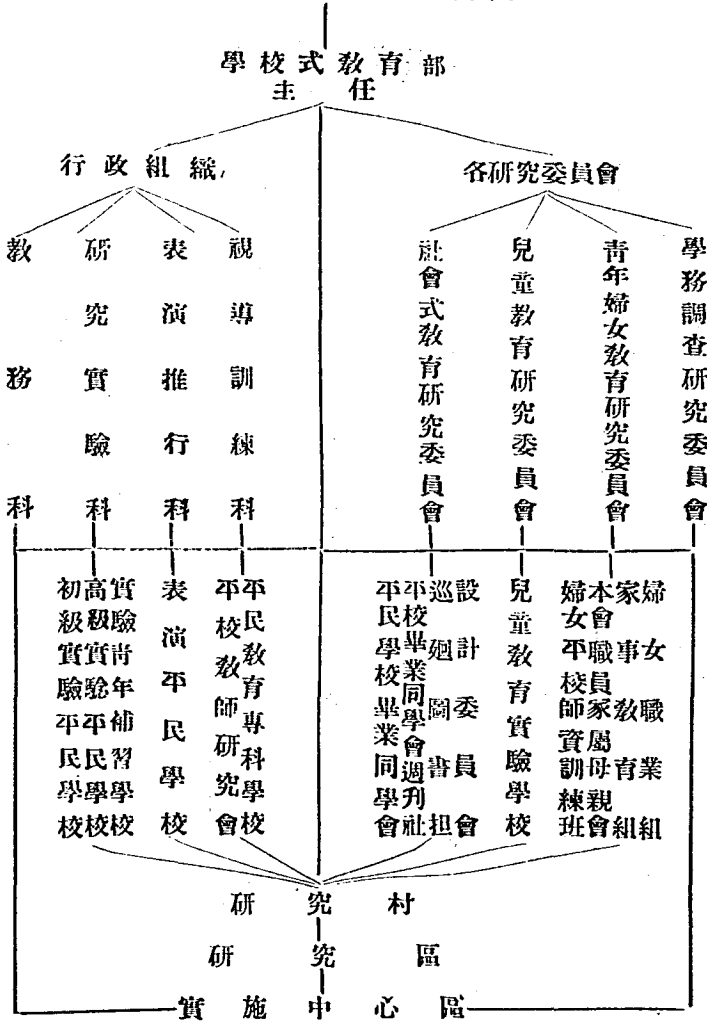 學校式教育部
主任
行政組織
各研究委員會
教務科
研究實驗科
表演推行科
視導訓練科
社會式教育研究委員會
兒童教育研究委員會
青年婦女教育研究委員會
學務調查研究委員會
初級實驗平民學校
高級實驗平民學校
實驗青年補習學校
表演平民學校
平校教師研究會
平民教育專科學校
平民學校畢業同學會
平校畢業同學會週刊社
巡廻圖書担
設計委員會
兒童教育實驗學校
婦女平校師資訓練班
本會職員家屬母親會
家事教育組
婦女職業組
研究村
研究區
實施中心區